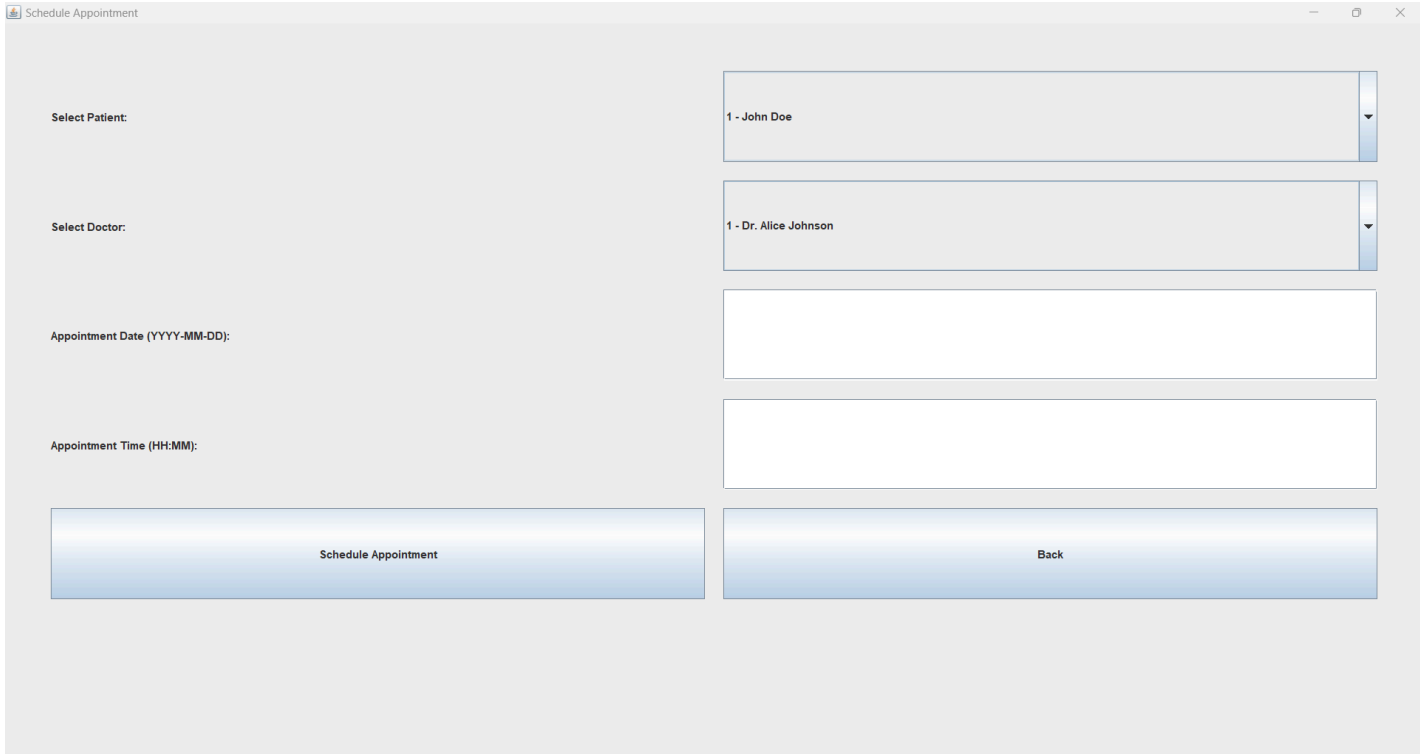 Schedule Appointment
Select Patient:
1 - John Doe
Select Doctor:
1 - Dr. Alice Johnson
Appointment Date (YYYY-MM-DD):
Appointment Time (HH:MM):
Schedule Appointment
Back